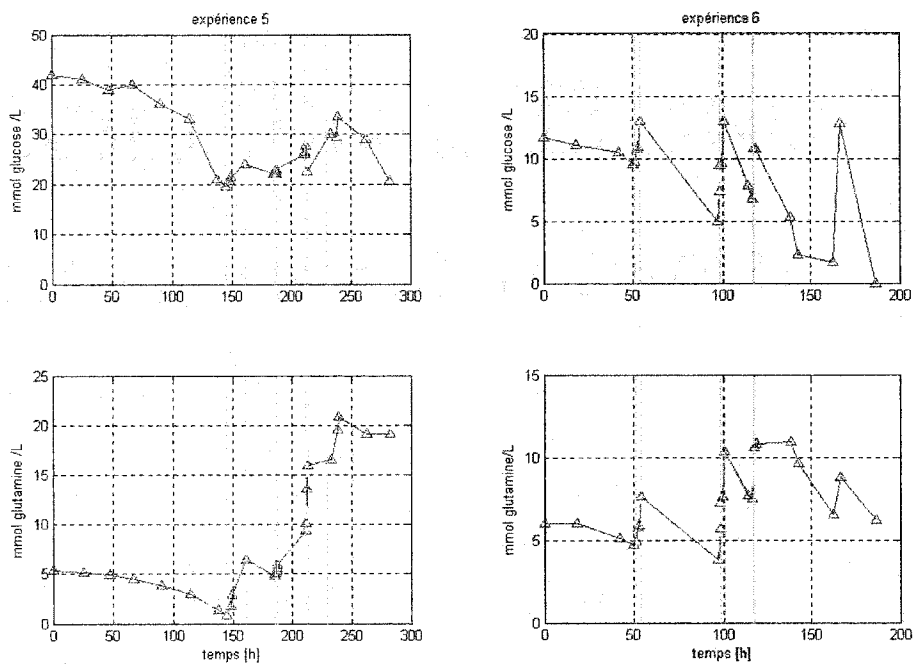 expérience 5
expérience 6
mmol glucose /L
50
40
30
20
10
0
0 50 100 150 200 250 300
mmol glucose /L
20
15
10
5
0
0 50 100 150 200
mmol glutamine /L
25
20
15
10
5
0
0 50 100 150 200 250 300
temps [h]
mmol glutamine/L
15
10
5
0
0 50 100 150 200
temps [h]